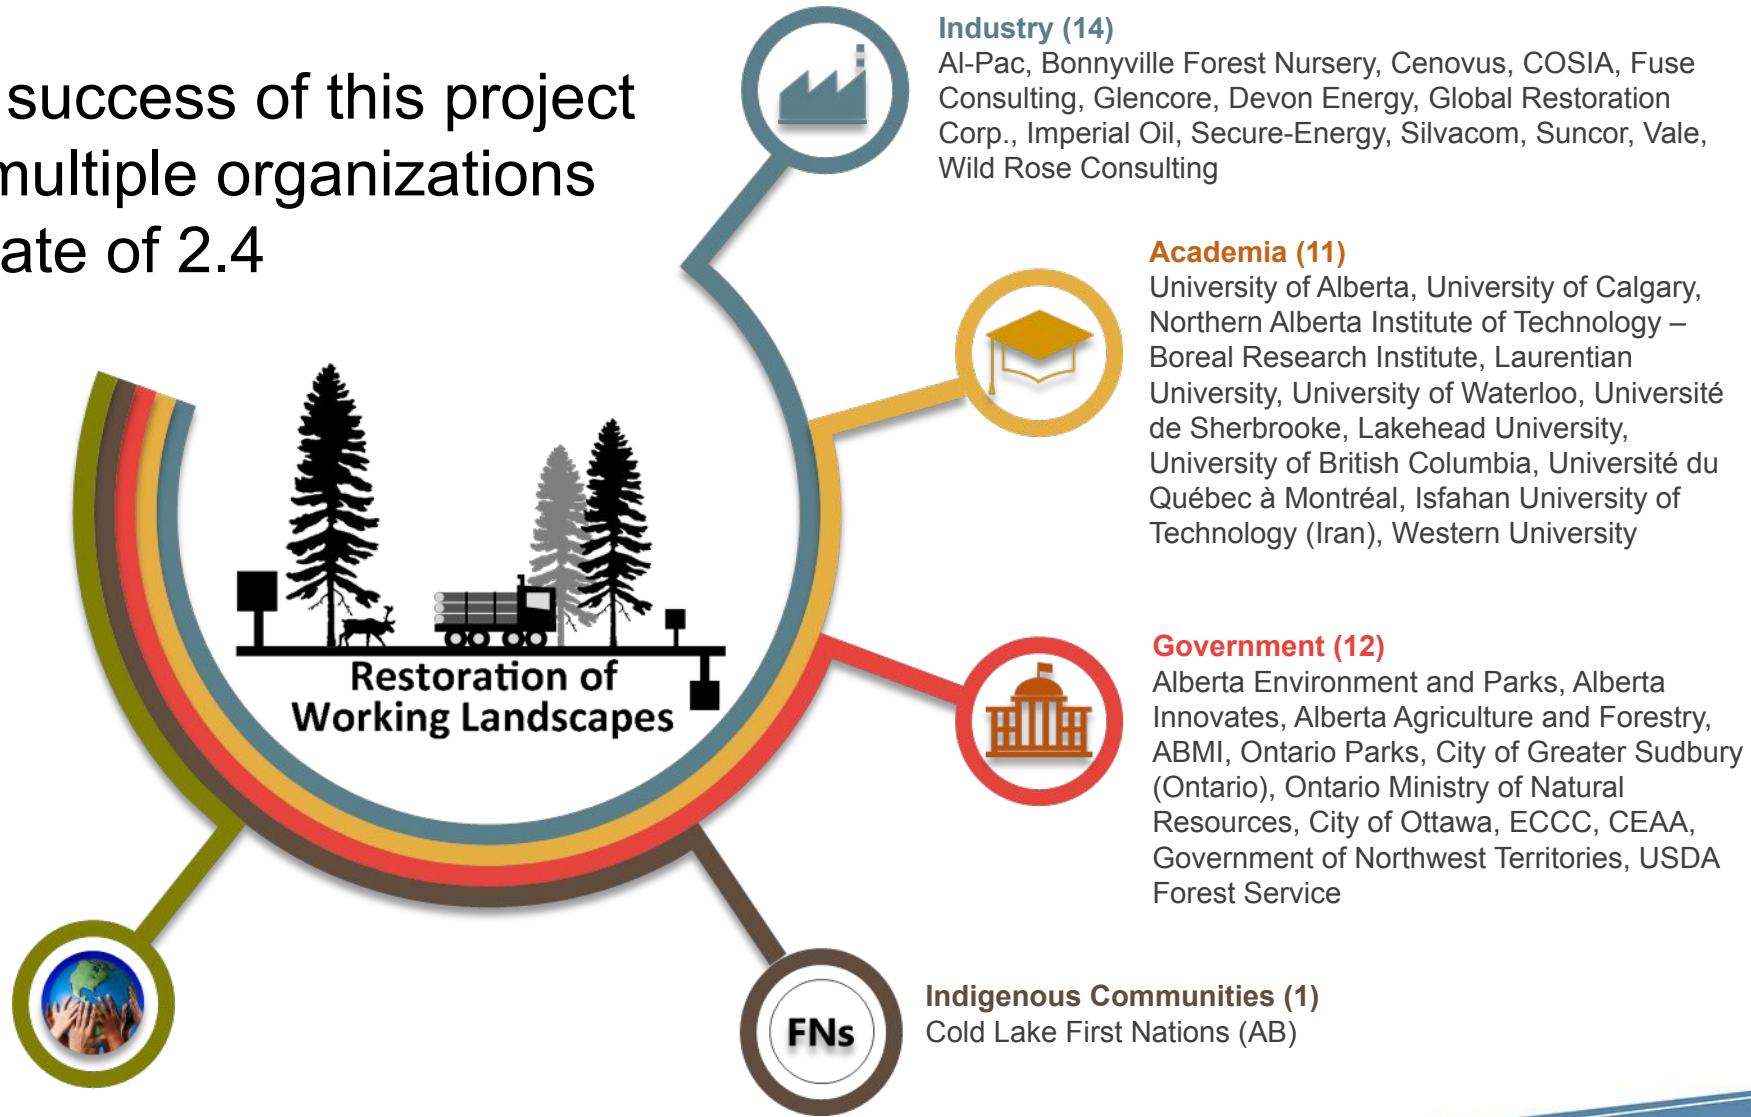 success of this project
multiple organizations
ate of 2.4
Industry (14)
Al-Pac, Bonnyville Forest Nursery, Cenovus, COSIA, Fuse
Consulting, Glencore, Devon Energy, Global Restoration
Corp., Imperial Oil, Secure-Energy, Silvacom, Suncor, Vale,
Wild Rose Consulting
Academia (11)
University of Alberta, University of Calgary,
Northern Alberta Institute of Technology –
Boreal Research Institute, Laurentian
University, University of Waterloo, Université
de Sherbrooke, Lakehead University,
University of British Columbia, Université du
Québec à Montréal, Isfahan University of
Technology (Iran), Western University
Restoration of
Working Landscapes
Government (12)
Alberta Environment and Parks, Alberta
Innovates, Alberta Agriculture and Forestry,
ABMI, Ontario Parks, City of Greater Sudbury
(Ontario), Ontario Ministry of Natural
Resources, City of Ottawa, ECCC, CEAA,
Government of Northwest Territories, USDA
Forest Service
FNs
Indigenous Communities (1)
Cold Lake First Nations (AB)